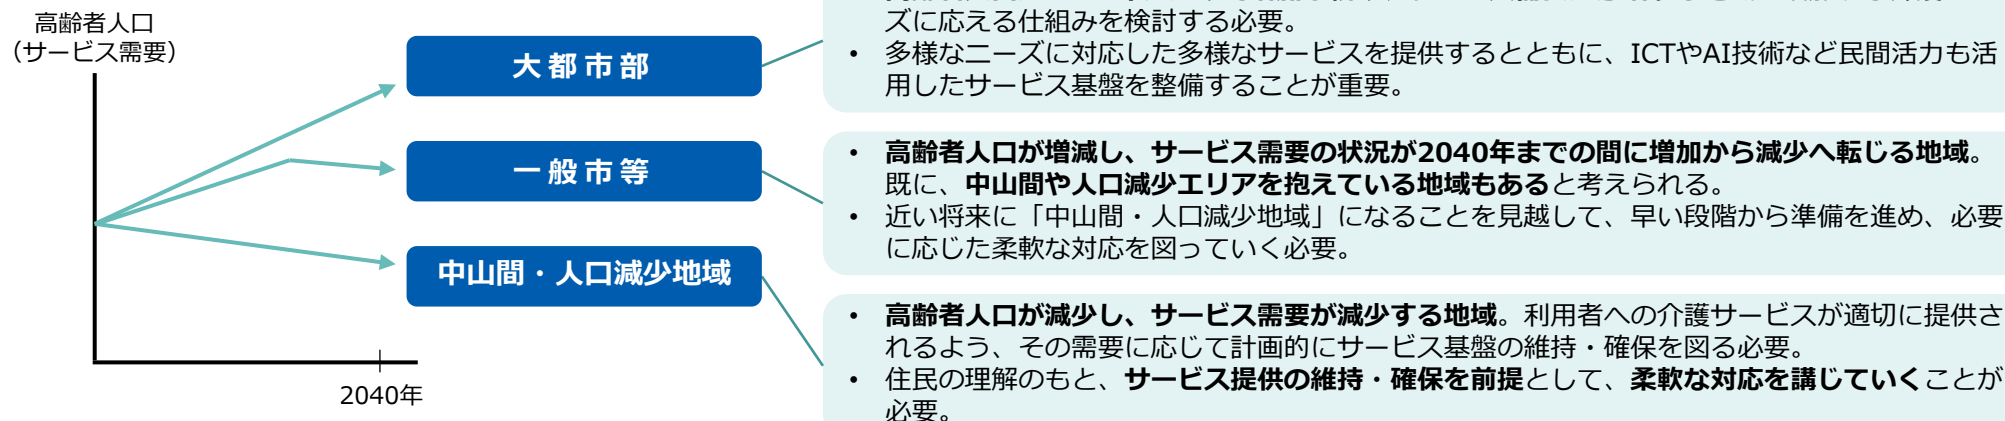 高齢者人口
（サービス需要）
2040年
大都市部
ズに応える仕組みを検討する必要。
• 多様なニーズに対応した多様なサービスを提供するとともに、ICTやAI技術など民間活力も活
用したサービス基盤を整備することが重要。
一般市等
• 高齢者人口が増減し、サービス需要の状況が2040年までの間に増加から減少へ転じる地域。
既に、中山間や人口減少エリアを抱えている地域もあると考えられる。
• 近い将来に「中山間・人口減少地域」になることを見越して、早い段階から準備を進め、必要
に応じた柔軟な対応を図っていく必要。
中山間・人口減少地域
• 高齢者人口が減少し、サービス需要が減少する地域。利用者への介護サービスが適切に提供さ
れるよう、その需要に応じて計画的にサービス基盤の維持・確保を図る必要。
• 住民の理解のもと、サービス提供の維持・確保を前提として、柔軟な対応を講じていくことが
必要。